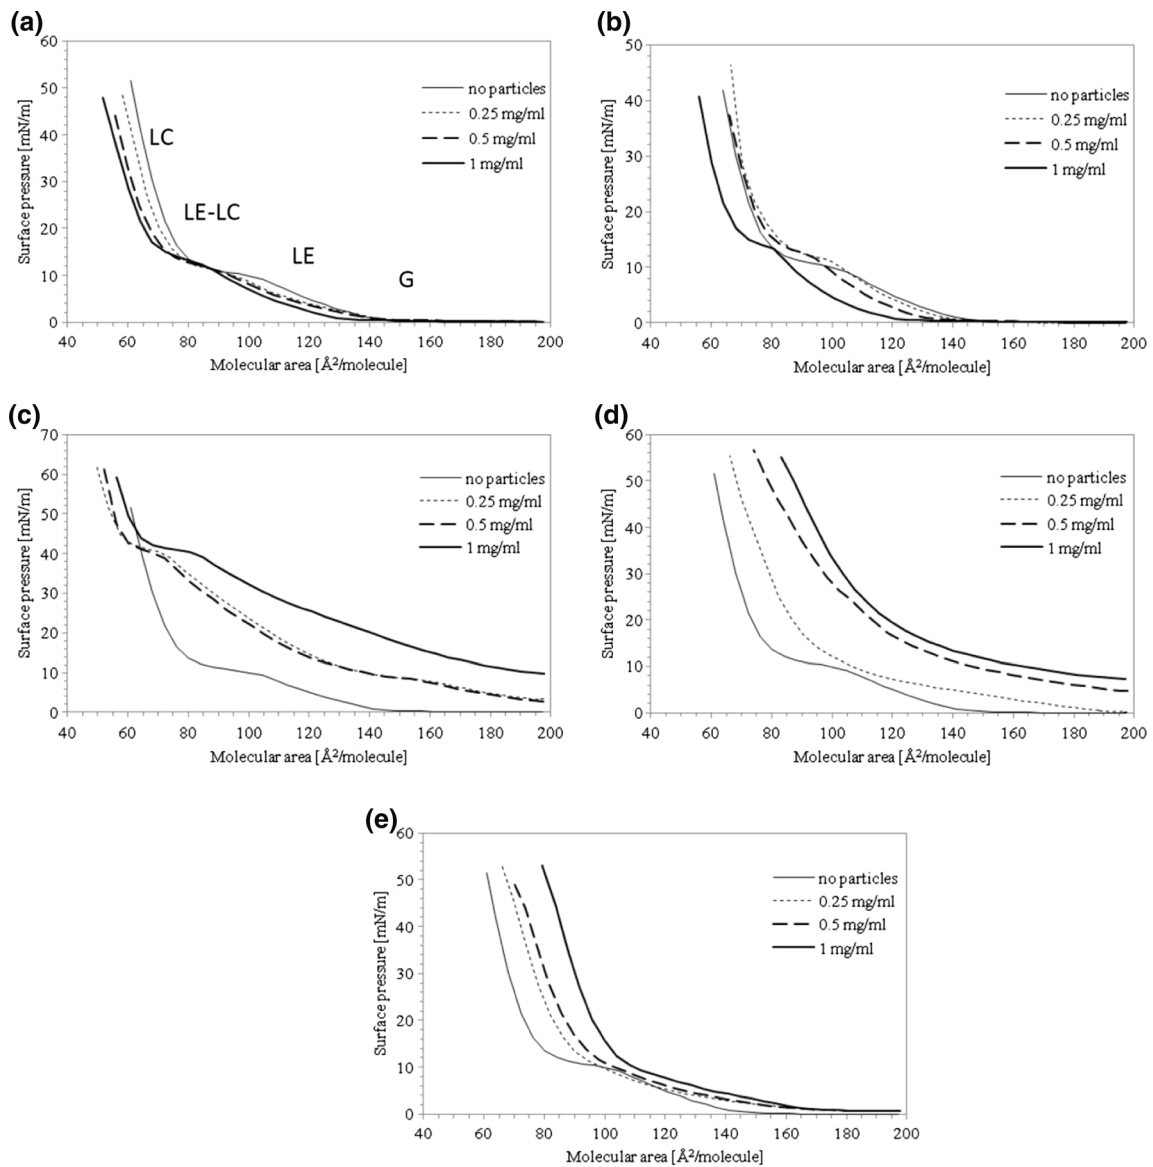 (a)
60
50
40
30
20
10
0
Surface pressure [mN/m]
LC
LE-LC
LE
G
no particles
0.25 mg/ml
0.5 mg/ml
1 mg/ml
40 60 80 100 120 140 160 180 200
Molecular area [Å²/molecule]
(b)
50
40
30
20
10
0
Surface pressure [mN/m]
no particles
0.25 mg/ml
0.5 mg/ml
1 mg/ml
40 60 80 100 120 140 160 180 200
Molecular area [Å²/molecule]
(c)
70
60
50
40
30
20
10
0
Surface pressure [mN/m]
no particles
0.25 mg/ml
0.5 mg/ml
1 mg/ml
40 60 80 100 120 140 160 180 200
Molecular area [Å²/molecule]
(d)
60
50
40
30
20
10
0
Surface pressure [mN/m]
no particles
0.25 mg/ml
0.5 mg/ml
1 mg/ml
40 60 80 100 120 140 160 180 200
Molecular area [Å²/molecule]
(e)
60
50
40
30
20
10
0
Surface pressure [mN/m]
no particles
0.25 mg/ml
0.5 mg/ml
1 mg/ml
40 60 80 100 120 140 160 180 200
Molecular area [Å²/molecule]